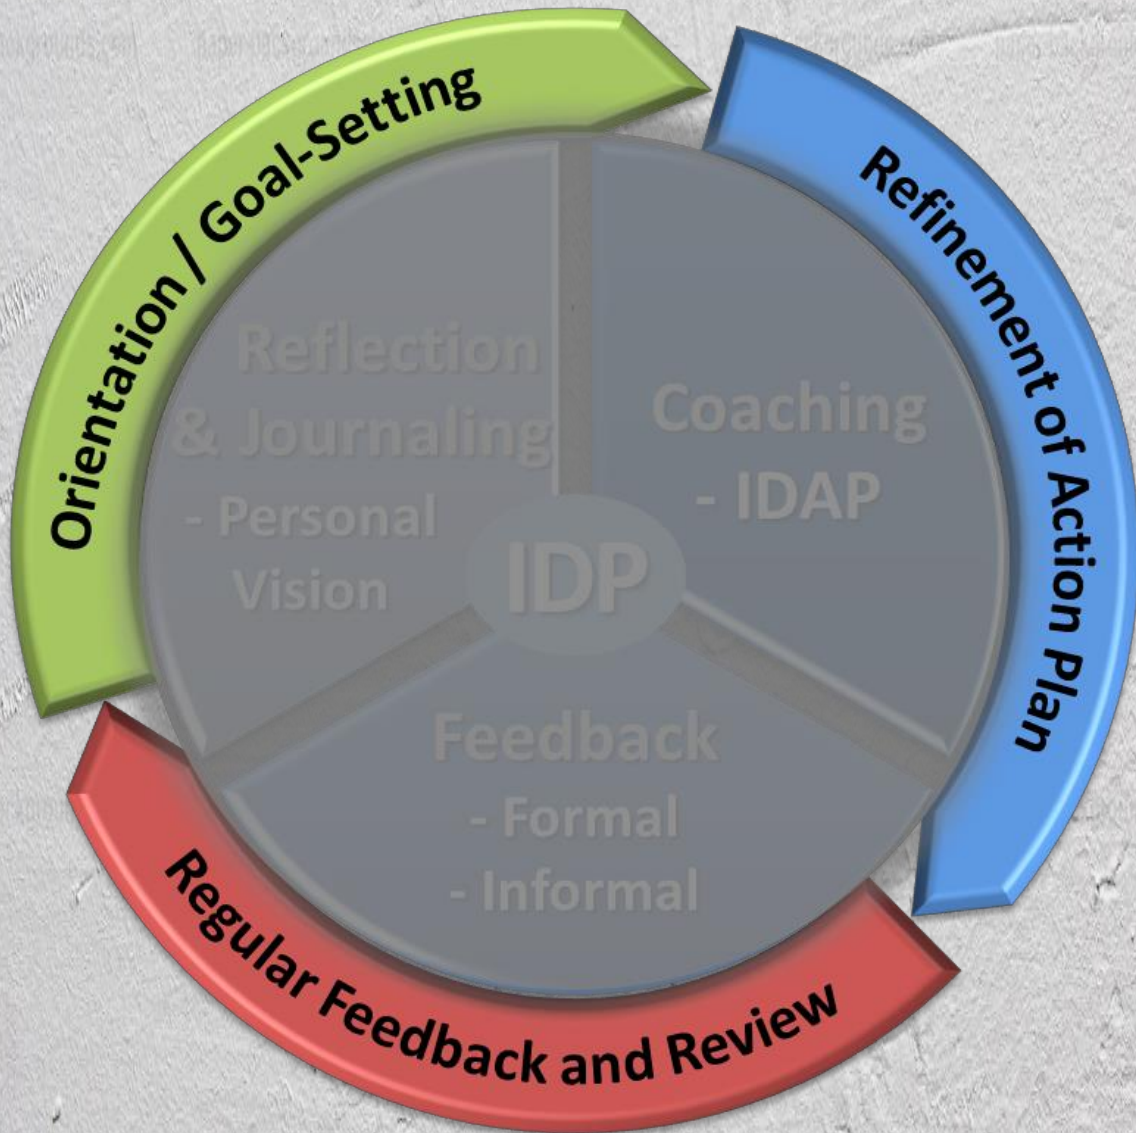 Orientation / Goal-Setting
Refinement of Action Plan
Regular Feedback and Review
Reflection
& Journaling
- Personal
Vision
Coaching
- IDAP
IDP
Feedback
- Formal
- Informal